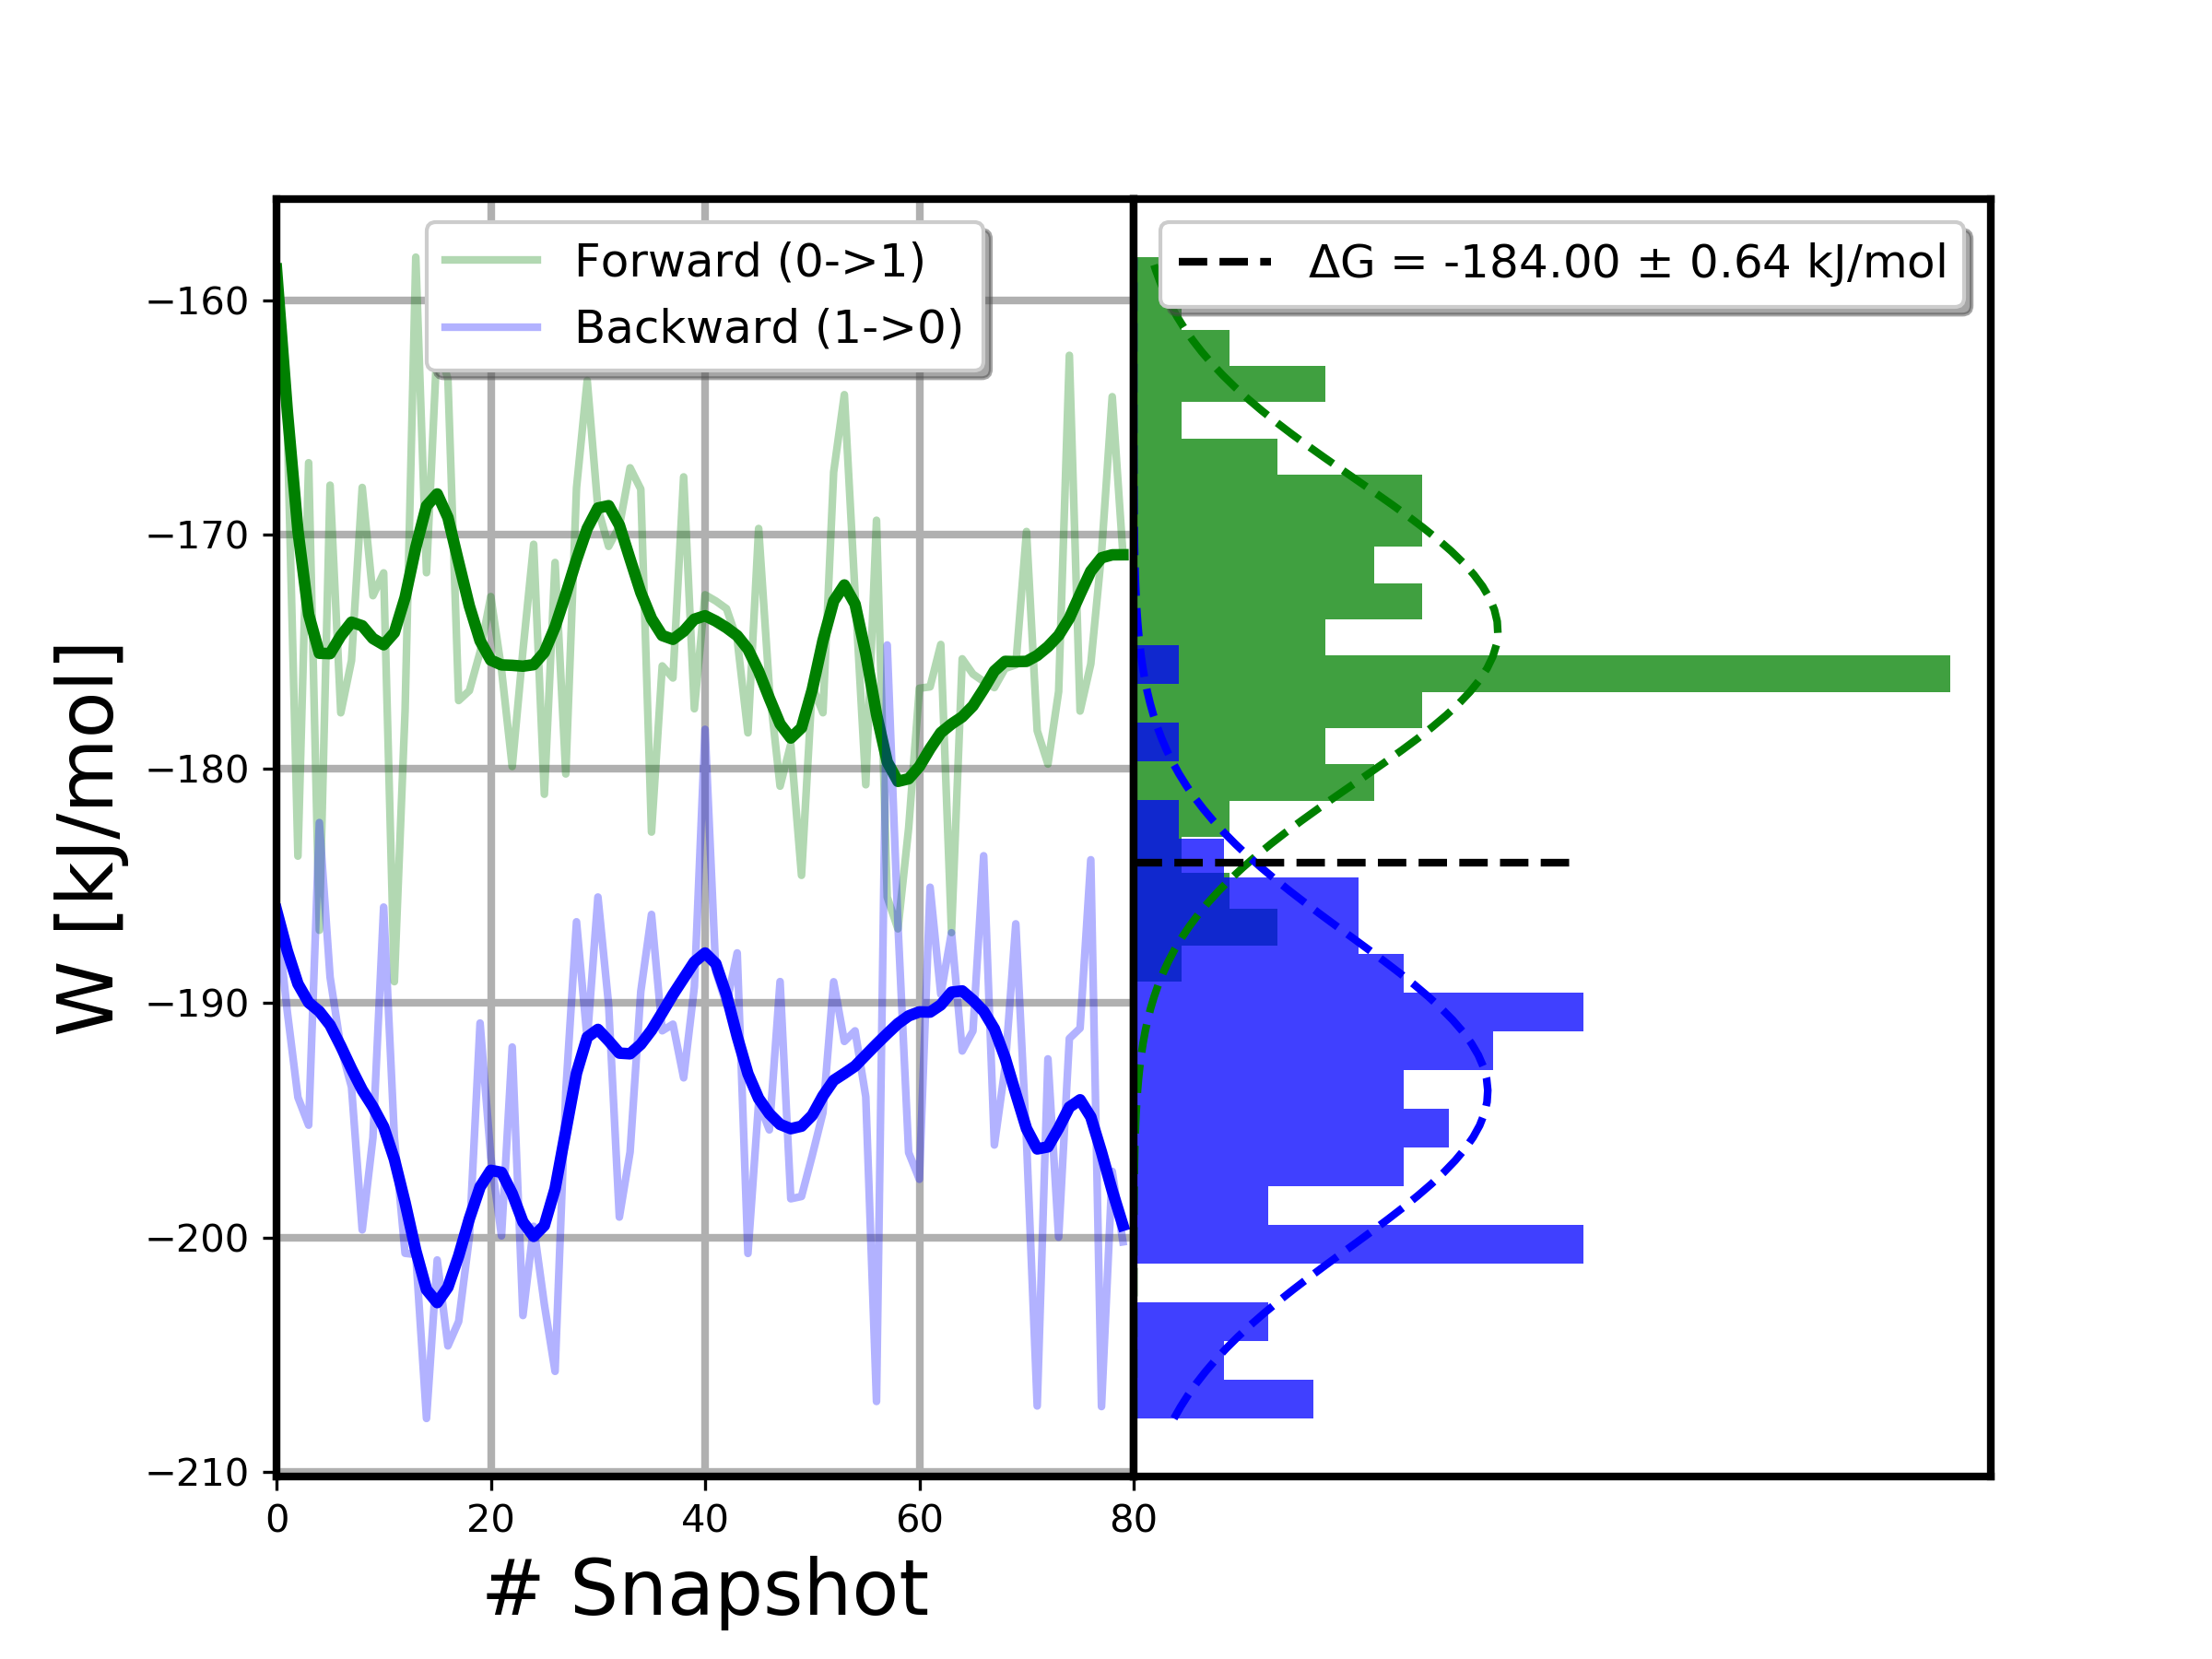 Forward (0->1)
Backward (1->0)
ΔG = -184.00 ± 0.64 kJ/mol
W [kJ/mol]
−160
−170
−180
−190
−200
−210
0 20 40 60 80
# Snapshot